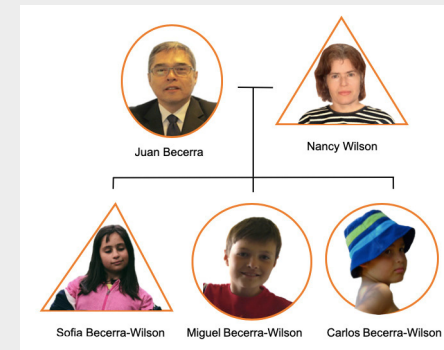 Juan Becerra
Nancy Wilson
Sofia Becerra-Wilson
Miguel Becerra-Wilson
Carlos Becerra-Wilson